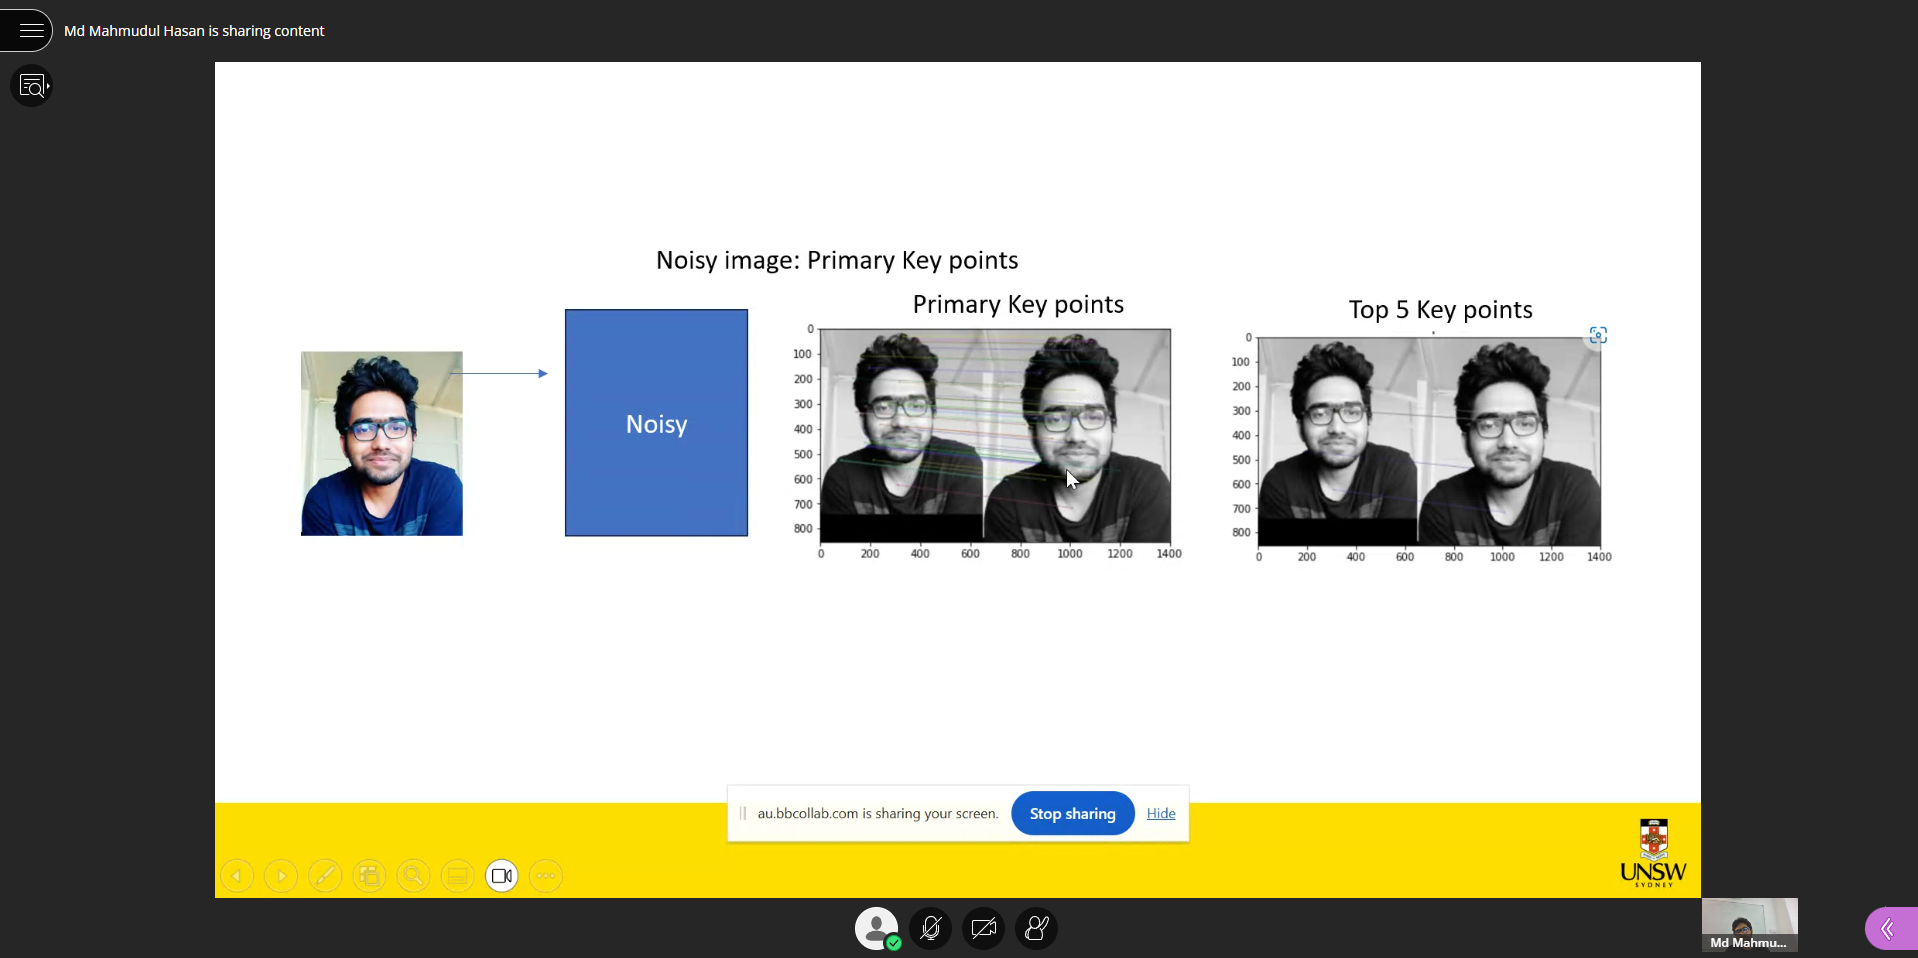 Md Mahmudul Hasan is sharing content
Noisy image: Primary Key points
Primary Key points
Top 5 Key points
Noisy
0
100
200
300
400
500
600
700
800
0 200 400 600 800 1000 1200 1400
0
100
200
300
400
500
600
700
800
0 200 400 600 800 1000 1200 1400
au.bbcollab.com is sharing your screen. Stop sharing Hide
UNSW
SYDNEY
Md Mahmu...